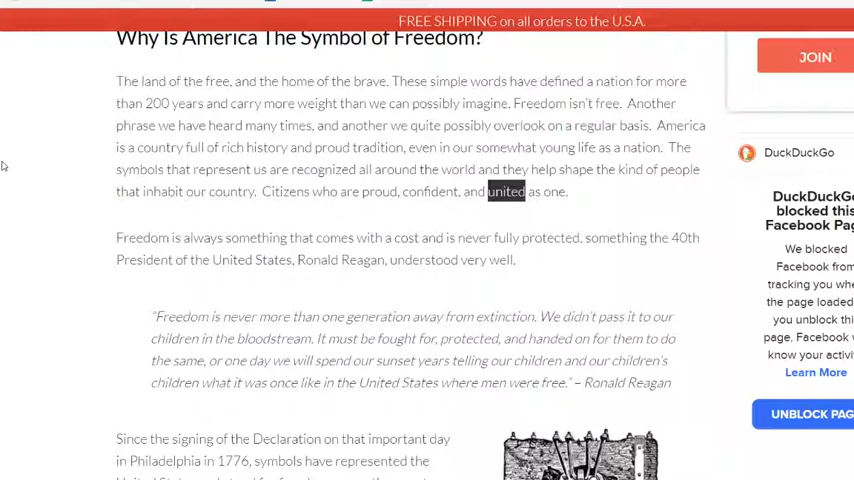 FREE SHIPPING on all orders to the U.S.A.
Why Is America The Symbol of Freedom?
The land of the free, and the home of the brave. These simple words have defined a nation for more
than 200 years and carry more weight than we can possibly imagine. Freedom isn't free. Another
phrase we have heard many times, and another we quite possibly overlook on a regular basis. America
is a country full of rich history and proud tradition, even in our somewhat young life as a nation. The
symbols that represent us are recognized all around the world and they help shape the kind of people
that inhabit our country. Citizens who are proud, confident, and united as one.
Freedom is always something that comes with a cost and is never fully protected. something the 40th
President of the United States, Ronald Reagan, understood very well.
"Freedom is never more than one generation away from extinction. We didn't pass it to our
children in the bloodstream. It must be fought for, protected, and handed on for them to do
the same, or one day we will spend our sunset years telling our children and our children's
children what it was once like in the United States where men were free." – Ronald Reagan
Since the signing of the Declaration on that important day
in Philadelphia in 1776, symbols have represented the
JOIN
DuckDuckGo
DuckDuckGo
blocked this
Facebook Pag
We blocked
Facebook from
tracking you whe
the page loaded
you unblock thi
page, Facebook w
know your activi
Learn More
UNBLOCK PAG